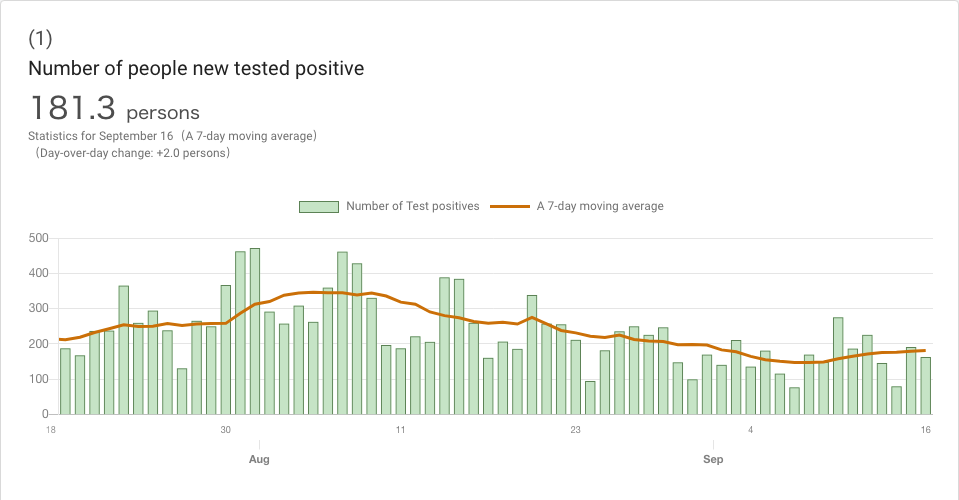 (1)
Number of people new tested positive
181.3 persons
Statistics for September 16（A 7-day moving average）
（Day-over-day change: +2.0 persons）
Number of Test positives A 7-day moving average
500
400
300
200
100
0
18 30 11 23 4 16
Aug Sep